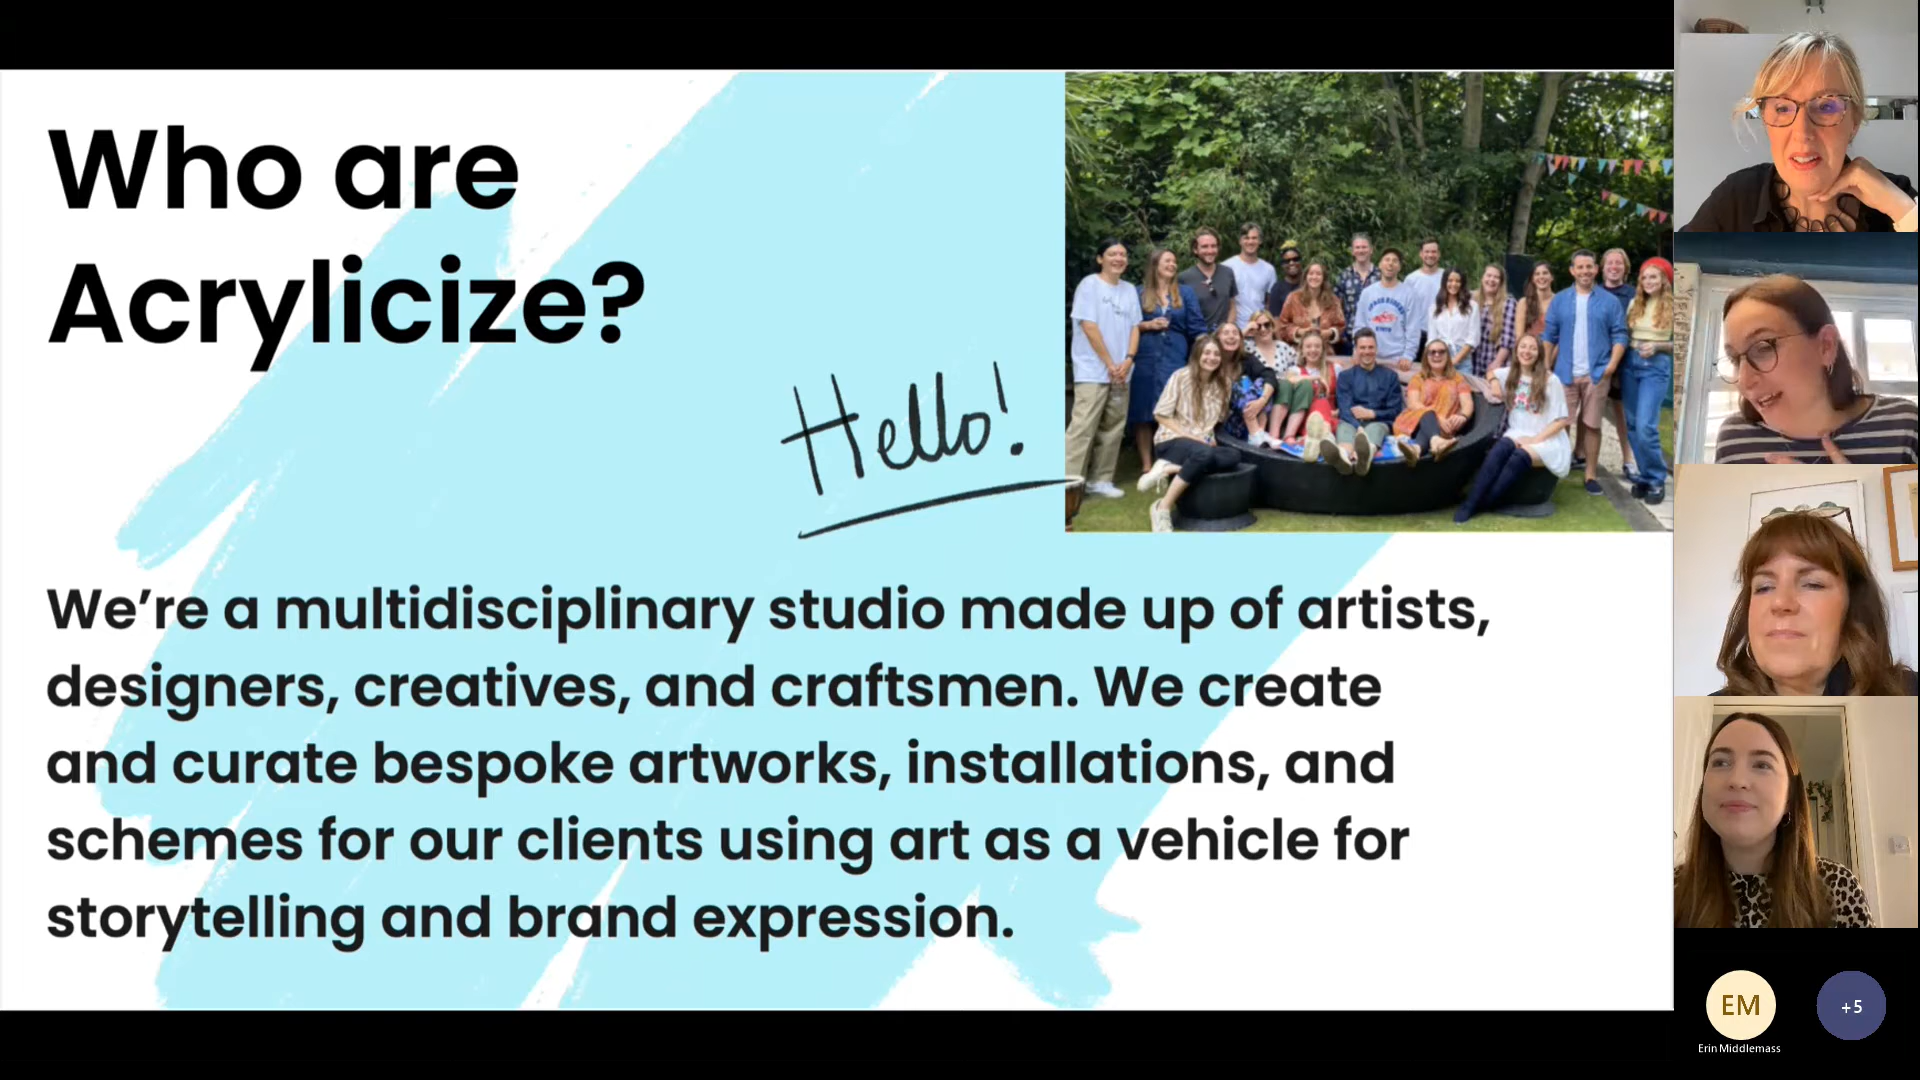 Who are
Acrylicize?
Hello!
We’re a multidisciplinary studio made up of artists,
designers, creatives, and craftsmen. We create
and curate bespoke artworks, installations, and
schemes for our clients using art as a vehicle for
storytelling and brand expression.
EM
+5
Erin Middlemass